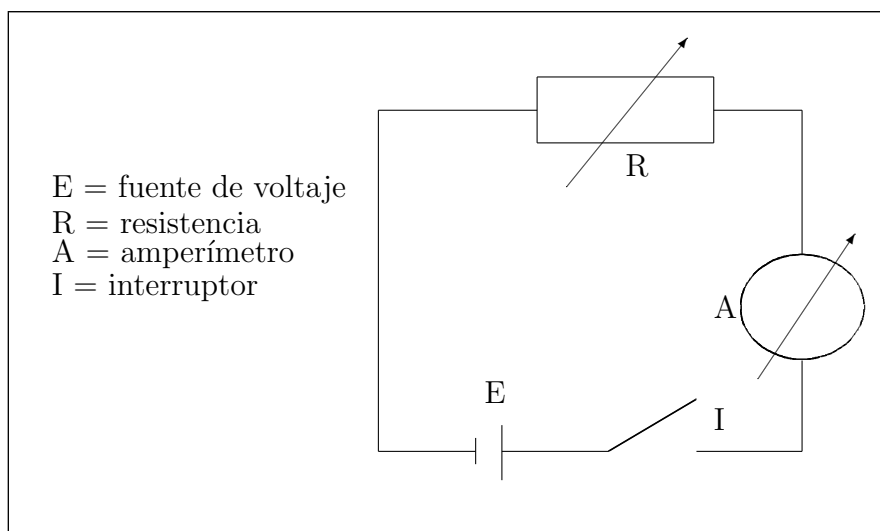 E = fuente de voltaje
R = resistencia
A = amperímetro
I = interruptor
R
A
E
I